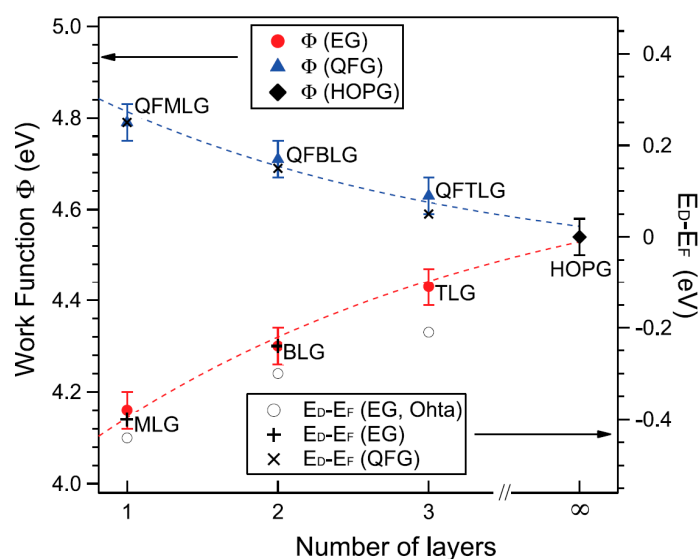 Work Function Φ (eV)
5.0
4.8
4.6
4.4
4.2
4.0
Φ (EG)
Φ (QFG)
Φ (HOPG)
QFMLG
QFBLG
QFTLG
HOPG
TLG
BLG
MLG
ED-EF (EG, Ohta)
ED-EF (EG)
ED-EF (QFG)
0.4
0.2
0
-0.2
-0.4
ED-EF (eV)
1 2 3 // ∞
Number of layers